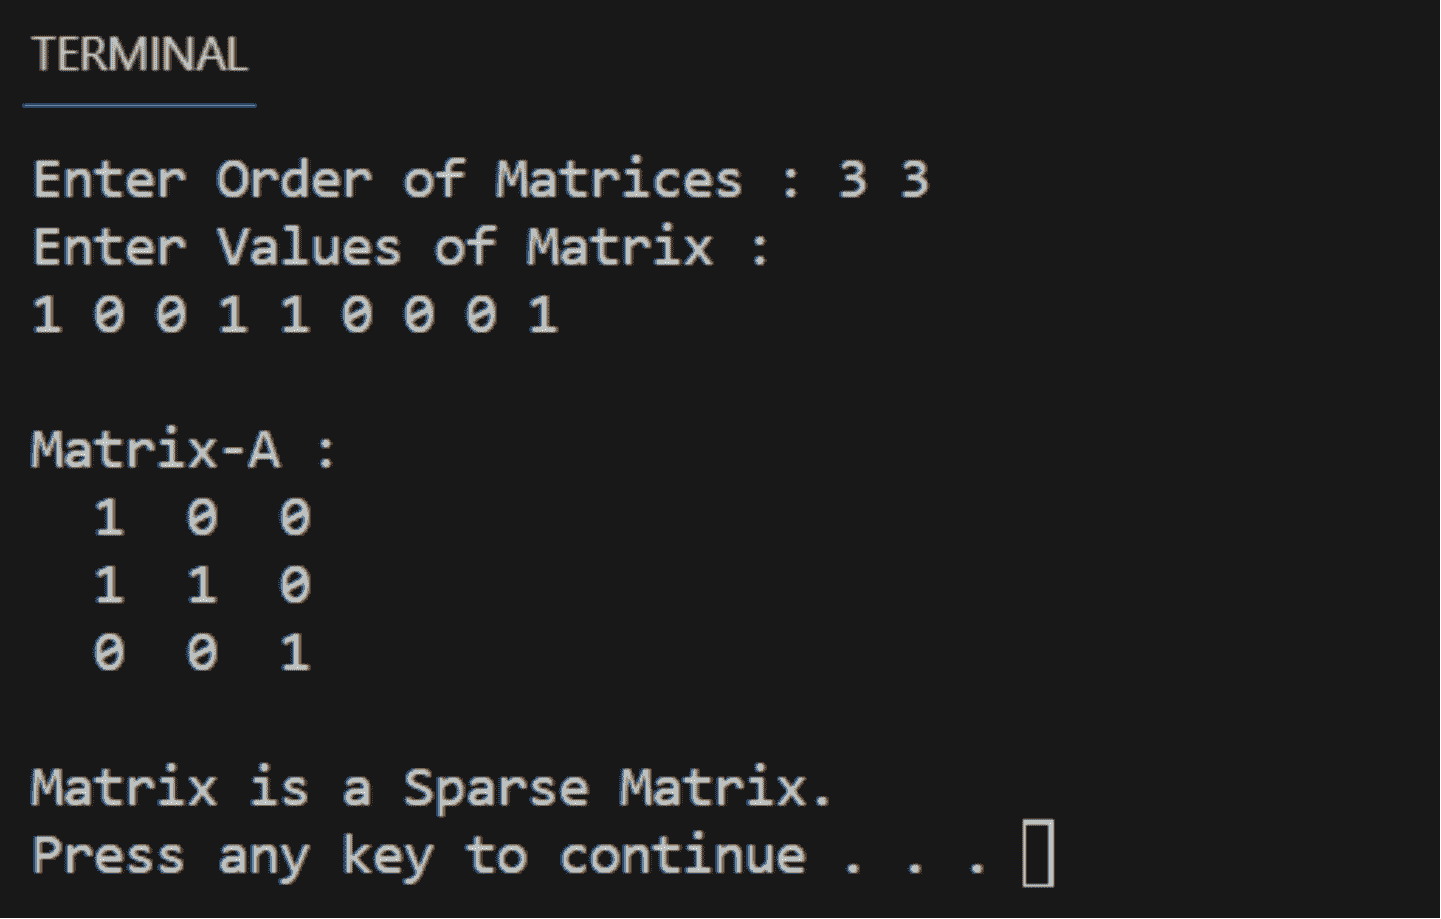 TERMINAL
Enter Order of Matrices : 3 3
Enter Values of Matrix :
1 0 0 1 1 0 0 0 1
Matrix-A :
1 0 0
1 1 0
0 0 1
Matrix is a Sparse Matrix.
Press any key to continue . . .